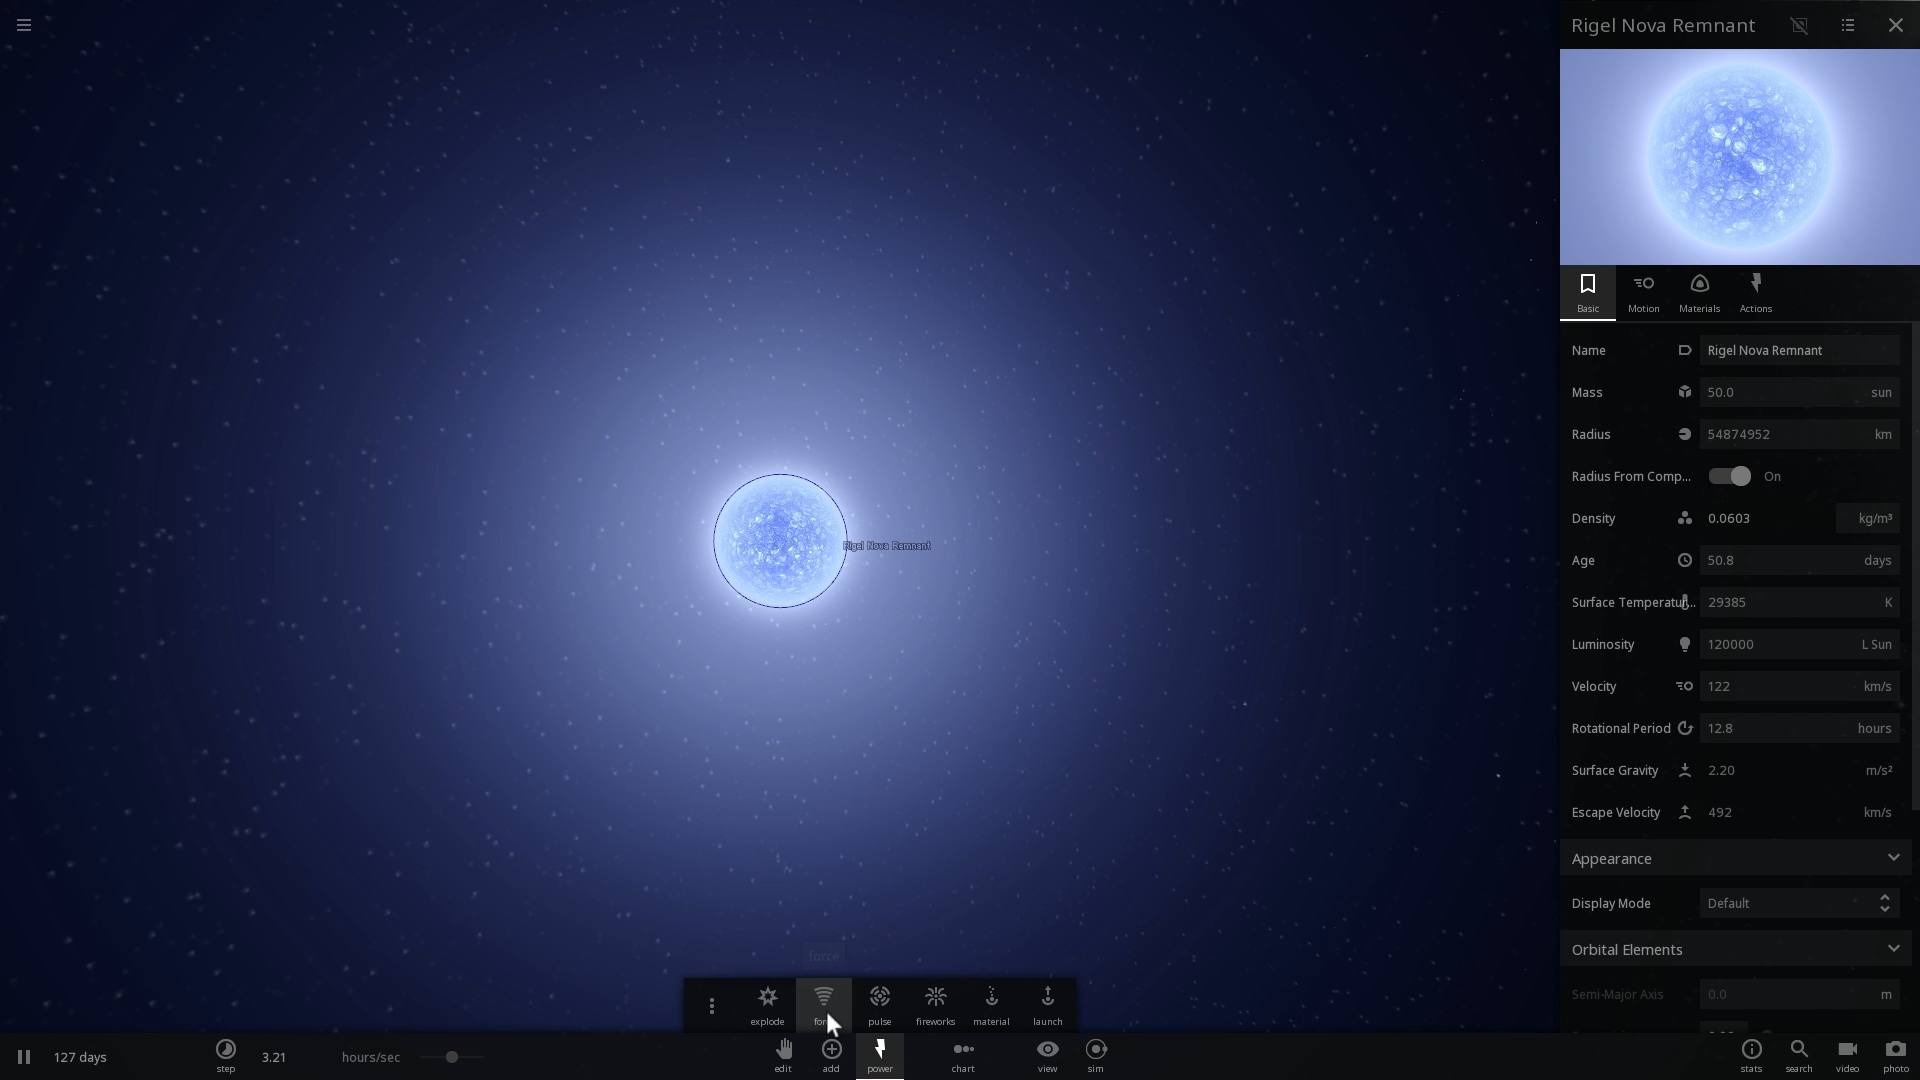 Rigel Nova Remnant
Basic
Motion
Materials
Actions
Name Rigel Nova Remnant
Mass 50.0 sun
Radius 54874952 km
Radius From Comp... On
Density 0.0603 kg/m³
Age 50.8 days
Surface Temperatur... 29385 K
Luminosity 120000 L Sun
Velocity 122 km/s
Rotational Period 12.8 hours
Surface Gravity 2.20 m/s²
Escape Velocity 492 km/s
Appearance
Display Mode Default
Orbital Elements
Semi-Major Axis 0.0 m
Rigel Nova Remnant
force
explode
pulse
fireworks
material
launch
127 days
step
3.21 hours/sec
edit
add
power
chart
view
sim
stats
search
video
photo